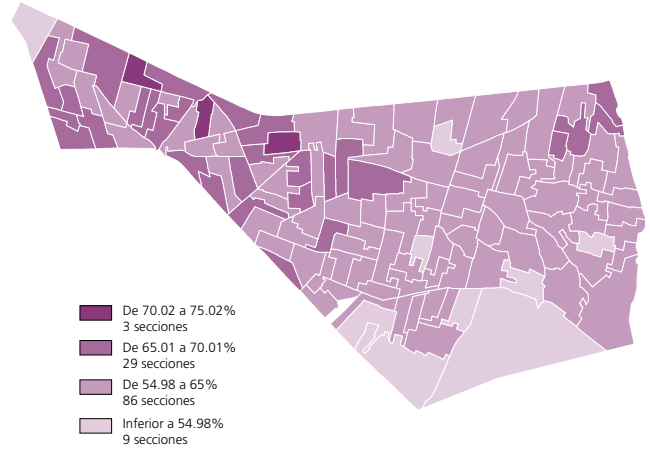 De 70.02 a 75.02%
3 secciones
De 65.01 a 70.01%
29 secciones
De 54.98 a 65%
86 secciones
Inferior a 54.98%
9 secciones